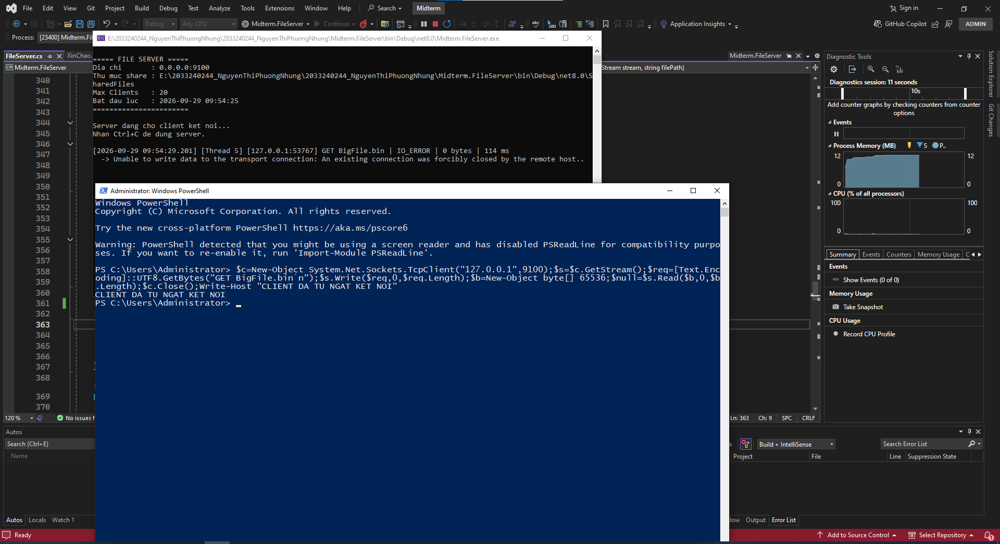 File Edit View Git Project Build Debug Test Analyze Tools Extensions Window Help Search Midterm Sign in
Debug Any CPU Midterm.FileServer Continue Application Insights GitHub Copilot ADMIN
Process: [23400] Midterm.Fil
E:\2033240244_NguyenThiPhuongNhung\2033240244_NguyenThiPhuongNhung\Midterm.FileServer\bin\Debug\net8.0\Midterm.FileServer.exe
FileServer.cs XinChao.
Midterm.FileServer
Midterm.FileServer
Stream stream, string filePath)
===== FILE SERVER =====
Dia chi : 0.0.0.0:9100
Thu muc share : E:\2033240244_NguyenThiPhuongNhung\2033240244_NguyenThiPhuongNhung\Midterm.FileServer\bin\Debug\net8.0\S
haredFiles
Max Clients : 20
Bat dau luc : 2026-09-29 09:54:25
=======================
Server dang cho client ket noi...
Nhan Ctrl+C de dung server.
[2026-09-29 09:54:29.201] [Thread 5] [127.0.0.1:53767] GET BigFile.bin | IO_ERROR | 0 bytes | 114 ms
-> Unable to write data to the transport connection: An existing connection was forcibly closed by the remote host..
340
341
342
343
344
345
346
347
348
349
350
351
352
353
354
355
356
357
358
359
360
361
362
363
364
365
366
367
368
369
370
Administrator: Windows PowerShell
Windows PowerShell
Copyright (C) Microsoft Corporation. All rights reserved.
Try the new cross-platform PowerShell https://aka.ms/pscore6
Warning: PowerShell detected that you might be using a screen reader and has disabled PSReadLine for compatibility purpo
ses. If you want to re-enable it, run 'Import-Module PSReadLine'.
PS C:\Users\Administrator> $c=New-Object System.Net.Sockets.TcpClient("127.0.0.1",9100);$s=$c.GetStream();$req=[Text.Enc
oding]::UTF8.GetBytes("GET BigFile.bin`n");$s.Write($req,0,$req.Length);$b=New-Object byte[] 65536;$null=$s.Read($b,0,$b
.Length);$c.Close();Write-Host "CLIENT DA TU NGAT KET NOI"
CLIENT DA TU NGAT KET NOI
PS C:\Users\Administrator>
120 % No issues f
Ln: 363 Ch: 9 SPC CRLF
Diagnostic Tools
Diagnostics session: 11 seconds
10s
Add counter graphs by checking counters from counter
options
Events
Process Memory (MB) S P..
12 12
0 0
CPU (% of all processors)
100 100
0 0
Summary Events Counters Memory Usage C
Events
Show Events (0 of 0)
Memory Usage
Take Snapshot
CPU Usage
Record CPU Profile
Solution Explorer
Git Changes
Autos
Search (Ctrl+E)
Name
Autos Locals Watch 1
s Build + IntelliSense Search Error List
Project File Line Suppression State
dow Output Error List
Ready Add to Source Control Select Repository 1